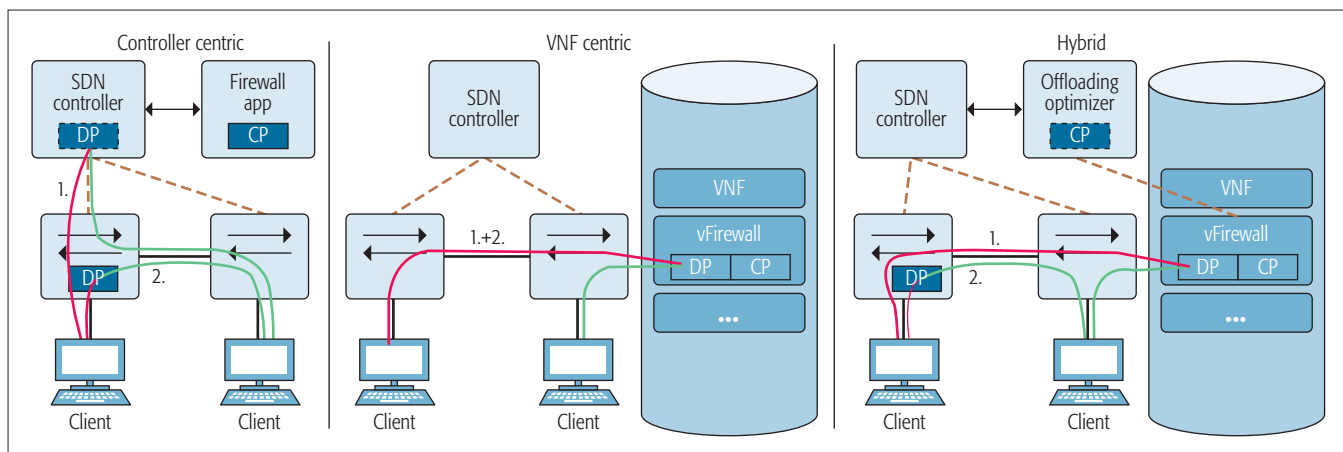 Controller centric
SDN
controller
DP
Firewall
app
CP
1.
DP
2.
Client
Client
VNF centric
SDN
controller
1.+2.
VNF
vFirewall
DP
CP
...
Client
Client
Hybrid
SDN
controller
Offloading
optimizer
CP
1.
DP
2.
VNF
vFirewall
DP
CP
...
Client
Client